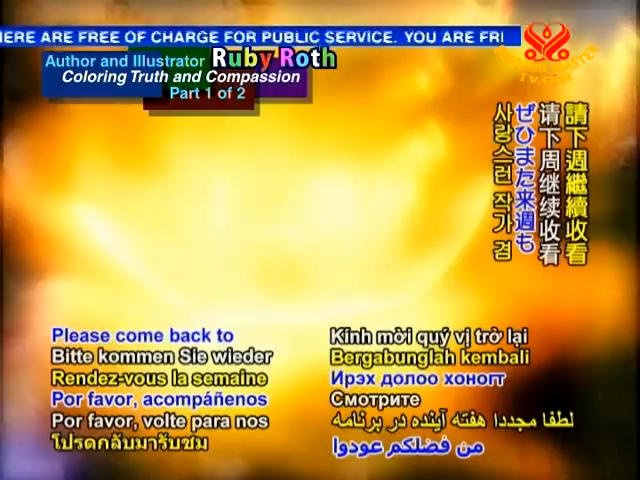 HERE ARE FREE OF CHARGE FOR PUBLIC SERVICE. YOU ARE FRE
Author and Illustrator Ruby Roth
Coloring Truth and Compassion
Part 1 of 2
請下週繼續收看
请下周继续收看
ぜひまた来週も
사랑스런 작가 겸
Please come back to
Bitte kommen Sie wieder
Rendez-vous la semaine
Por favor, acompáñenos
Por favor, volte para nos
โปรดกลับมารับชม
Kính mời quý vị trở lại
Bergabunglah kembali
Ирэх долоо хоногт
Смотрите
لطفا مجددا هفته آینده در برنامه
من فضلكم عودوا